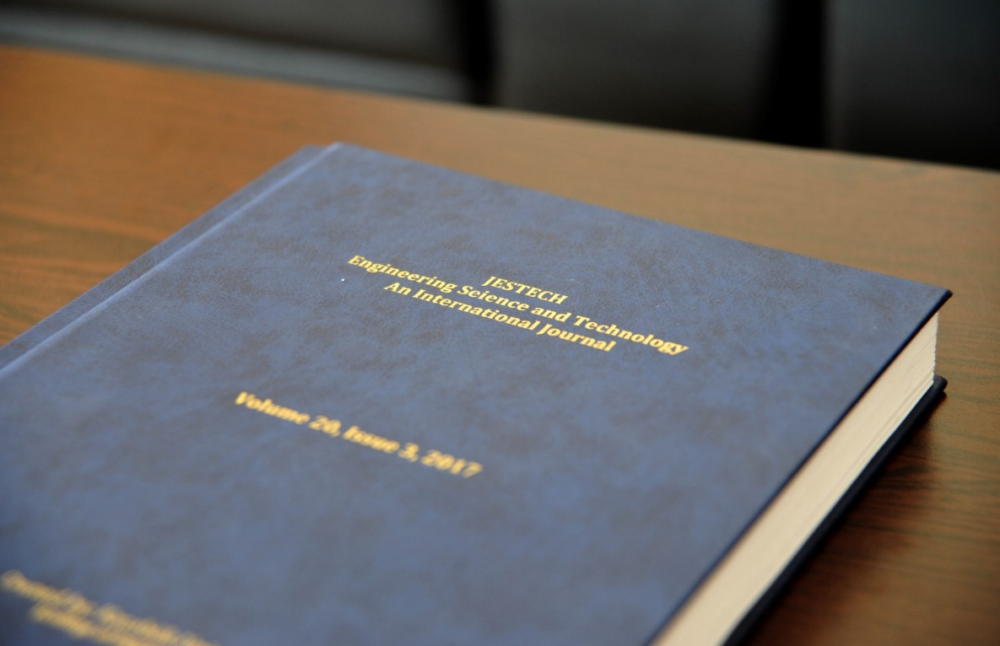 JESTECH
Engineering Science and Technology
An International Journal
Volume 20, Issue 3, 2017